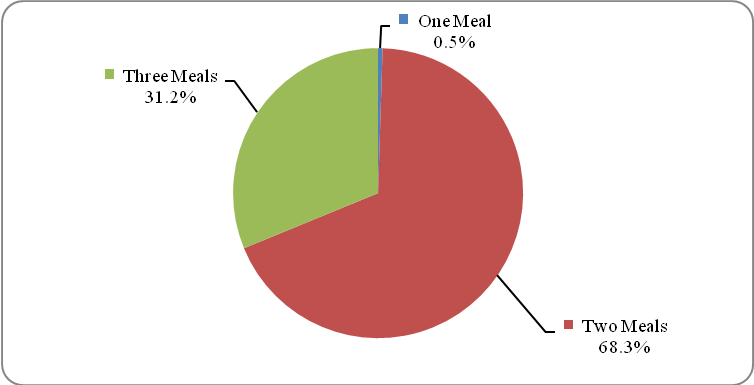 One Meal
0.5%
Three Meals
31.2%
Two Meals
68.3%